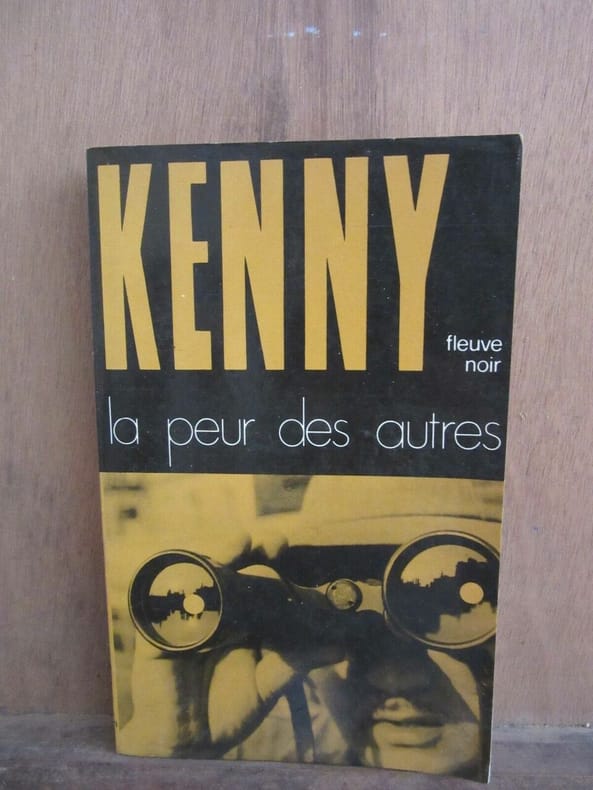 KENNY
fleuve
noir
la peur des autres